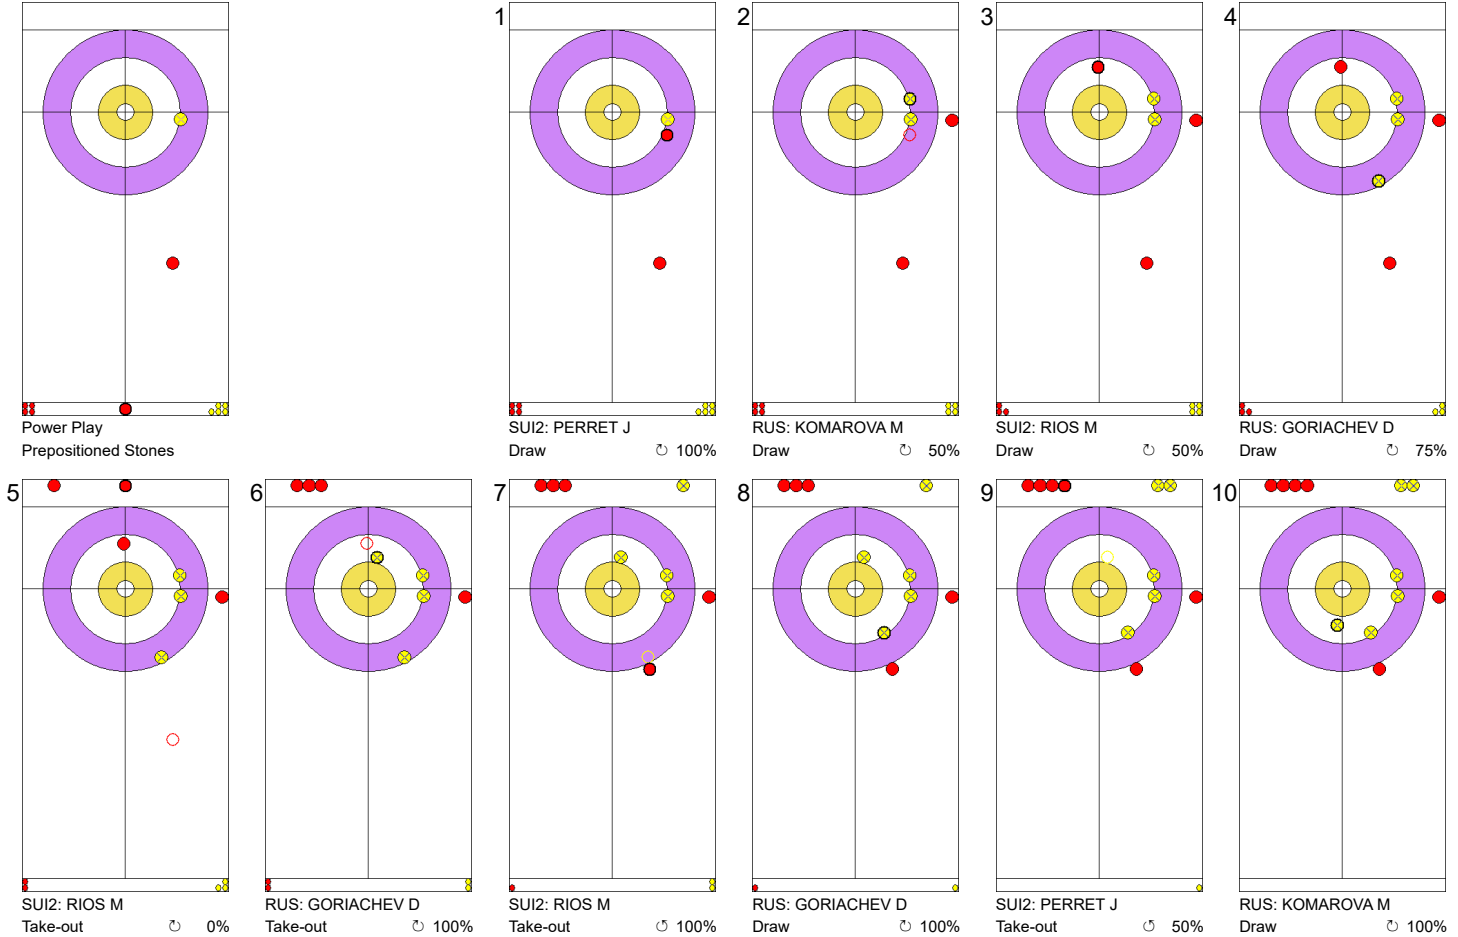 1
2
3
4
Power Play
Prepositioned Stones
SUI2: PERRET J
Draw ↻ 100%
RUS: KOMAROVA M
Draw ↻ 50%
SUI2: RIOS M
Draw ↻ 50%
RUS: GORIACHEV D
Draw ↻ 75%
5
6
7
8
9
10
SUI2: RIOS M
Take-out ↻ 0%
RUS: GORIACHEV D
Take-out ↻ 100%
SUI2: RIOS M
Take-out ↺ 100%
RUS: GORIACHEV D
Draw ↻ 100%
SUI2: PERRET J
Take-out ↺ 50%
RUS: KOMAROVA M
Draw ↻ 100%